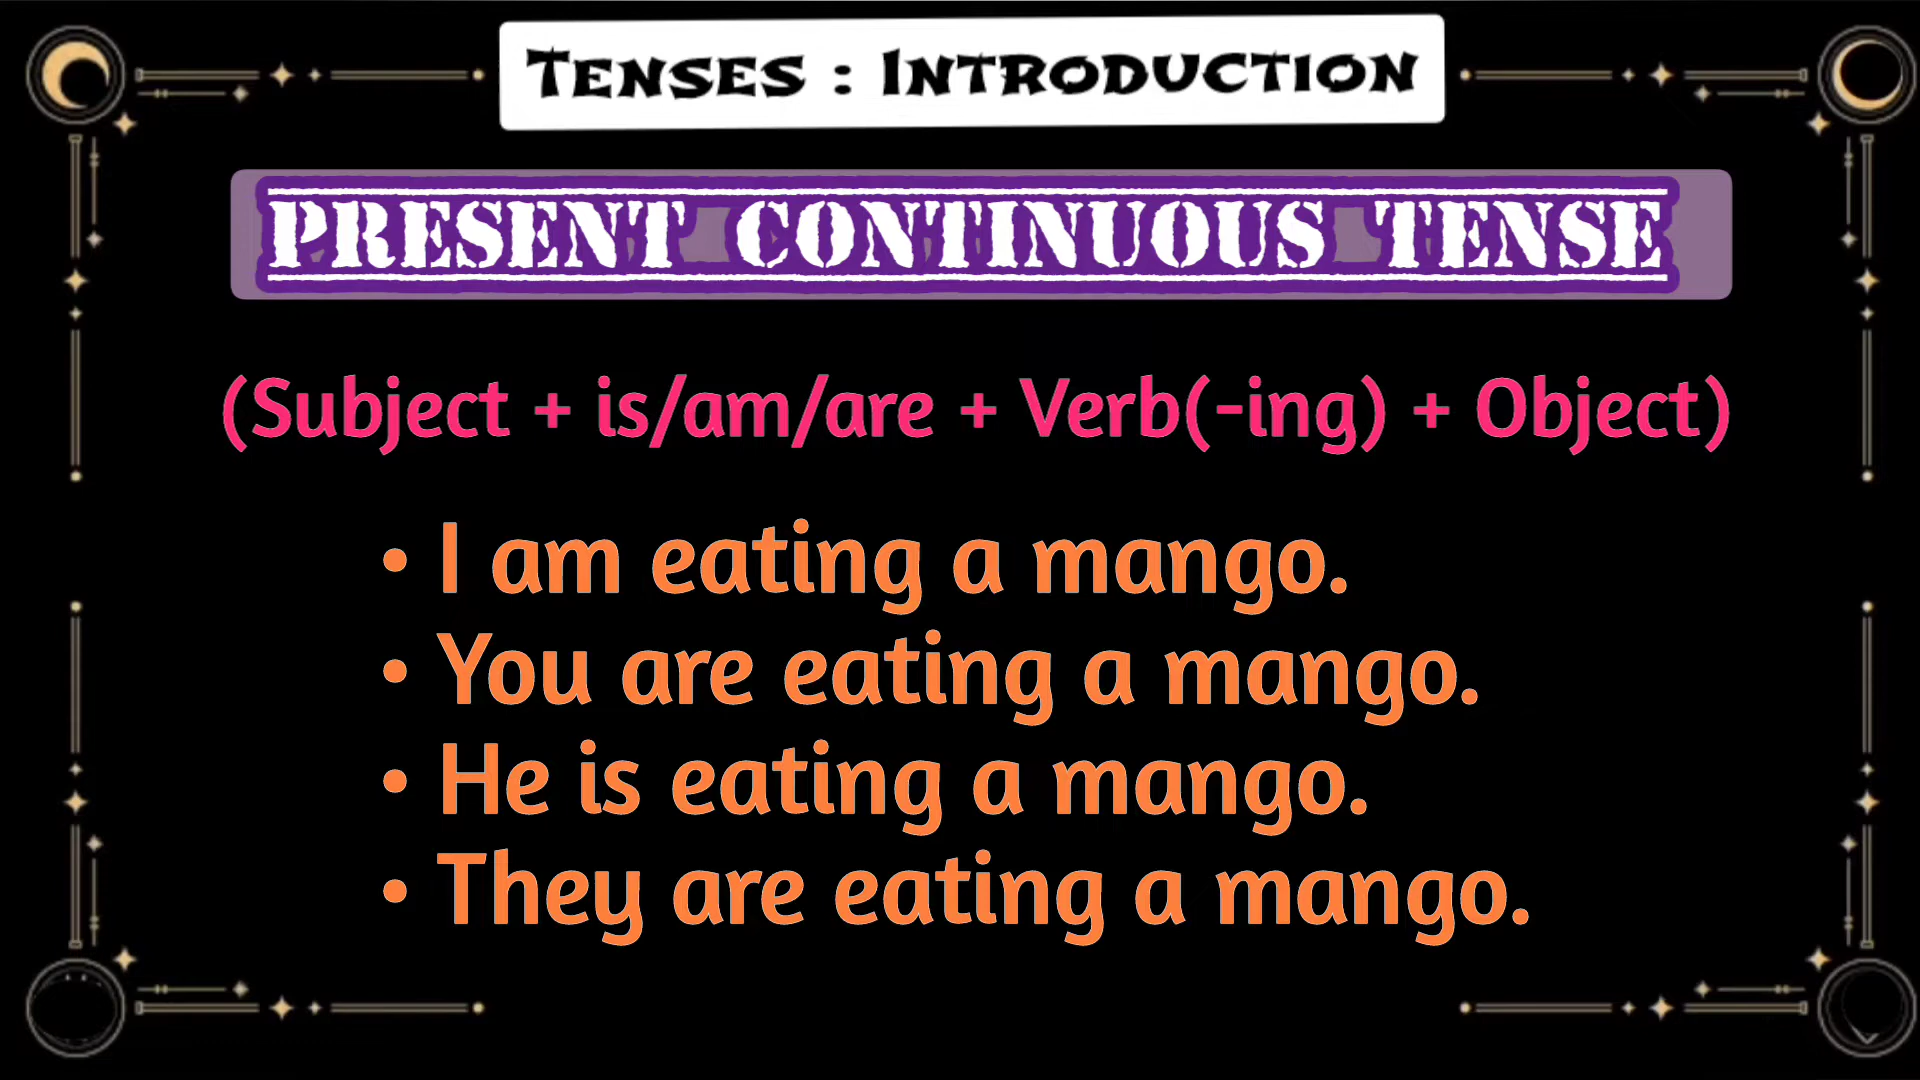 Tenses : Introduction
PRESENT CONTINUOUS TENSE
(Subject + is/am/are + Verb(-ing) + Object)
• I am eating a mango.
• You are eating a mango.
• He is eating a mango.
• They are eating a mango.